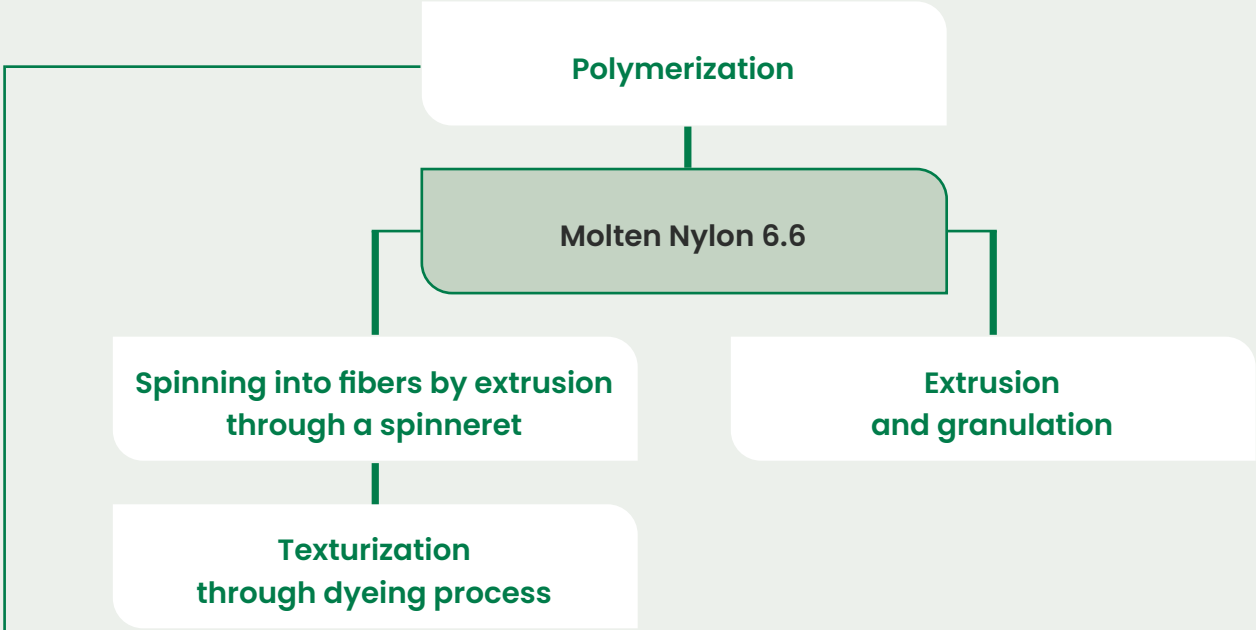 Polymerization
Molten Nylon 6.6
Spinning into fibers by extrusion
through a spinneret
Extrusion
and granulation
Texturization
through dyeing process